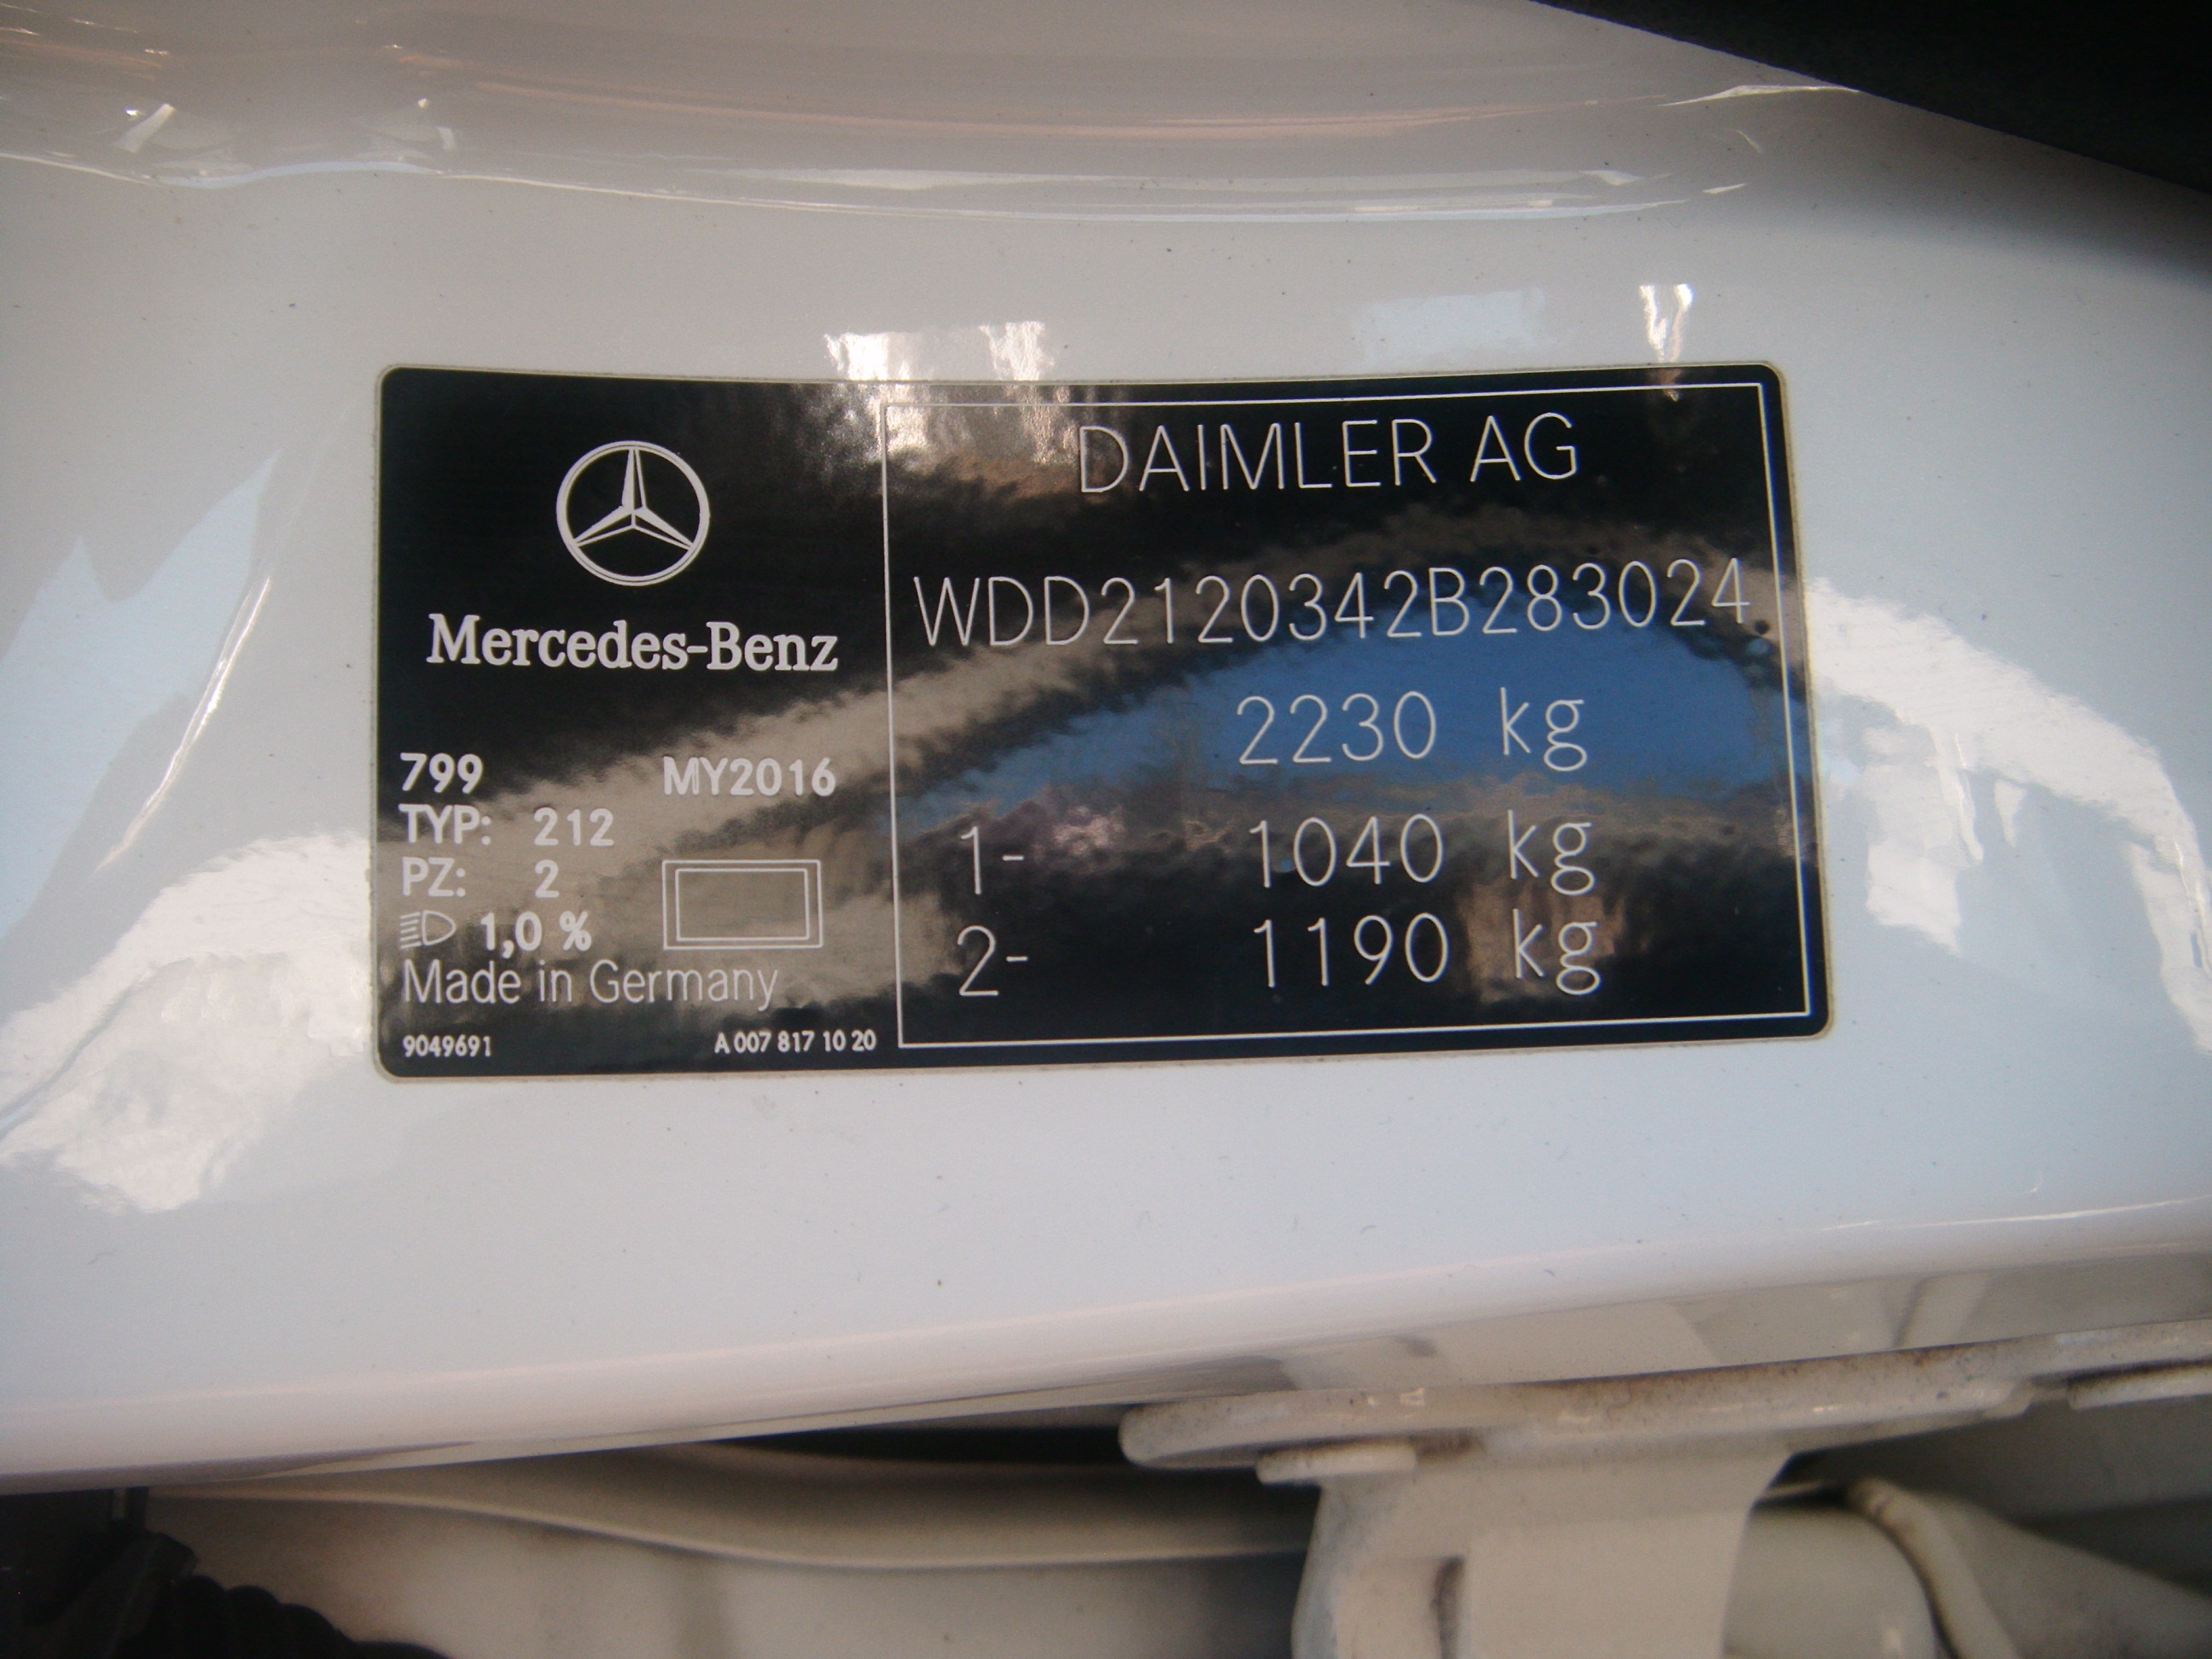 Mercedes-Benz
799 MY2016
TYP: 212
PZ: 2
1,0 %
Made in Germany
9049691 A 007 817 10 20
DAIMLER AG
WDD2120342B283024
2230 kg
1- 1040 kg
2- 1190 kg